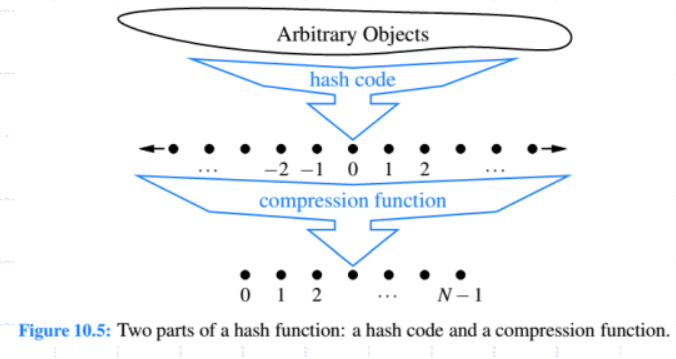 Arbitrary Objects
hash code
... −2 −1 0 1 2 ...
compression function
0 1 2 ... N−1
Figure 10.5: Two parts of a hash function: a hash code and a compression function.